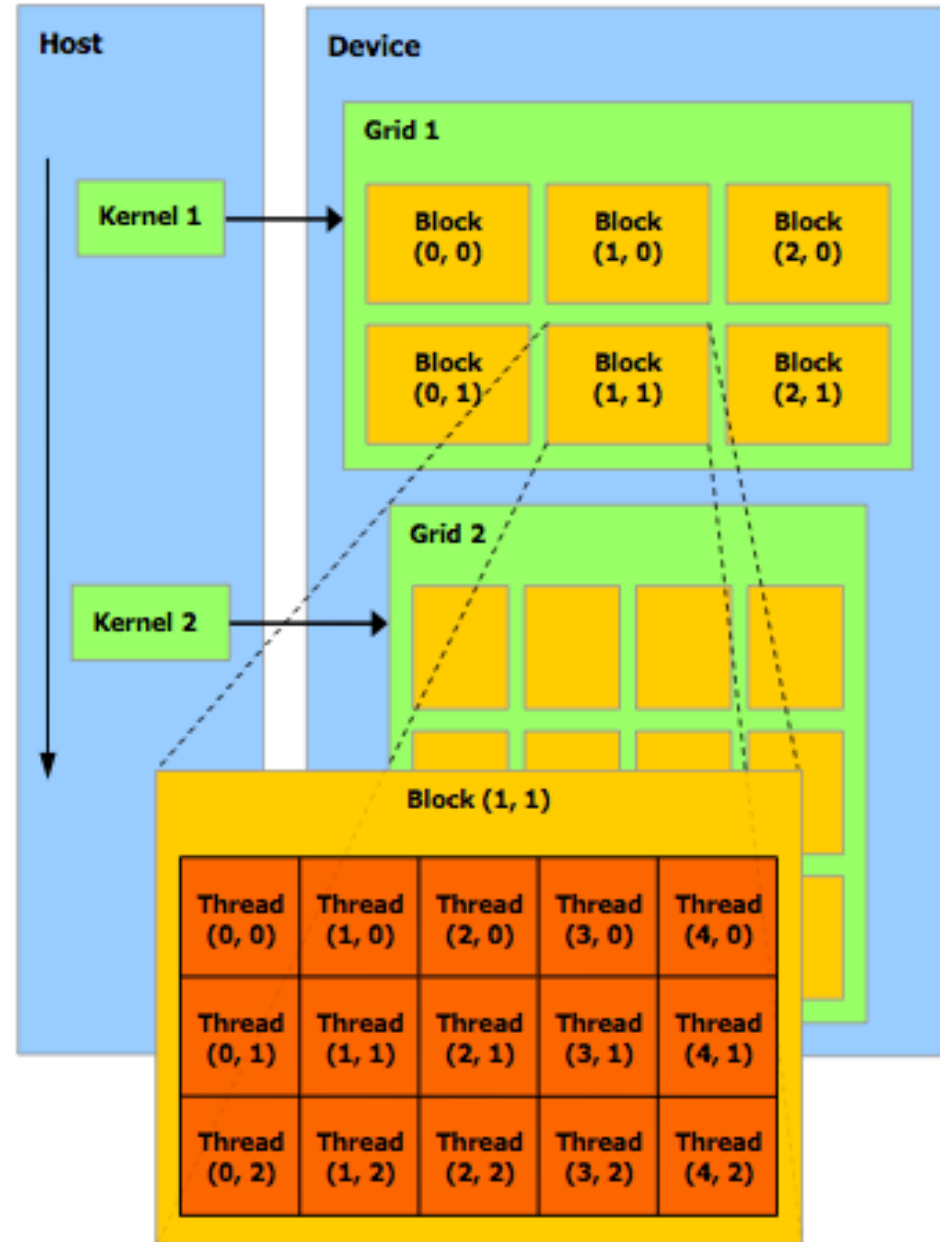 Host
Device
Grid 1
Kernel 1
Block
(0, 0)
Block
(1, 0)
Block
(2, 0)
Block
(0, 1)
Block
(1, 1)
Block
(2, 1)
Grid 2
Kernel 2
Block (1, 1)
Thread
(0, 0)
Thread
(1, 0)
Thread
(2, 0)
Thread
(3, 0)
Thread
(4, 0)
Thread
(0, 1)
Thread
(1, 1)
Thread
(2, 1)
Thread
(3, 1)
Thread
(4, 1)
Thread
(0, 2)
Thread
(1, 2)
Thread
(2, 2)
Thread
(3, 2)
Thread
(4, 2)